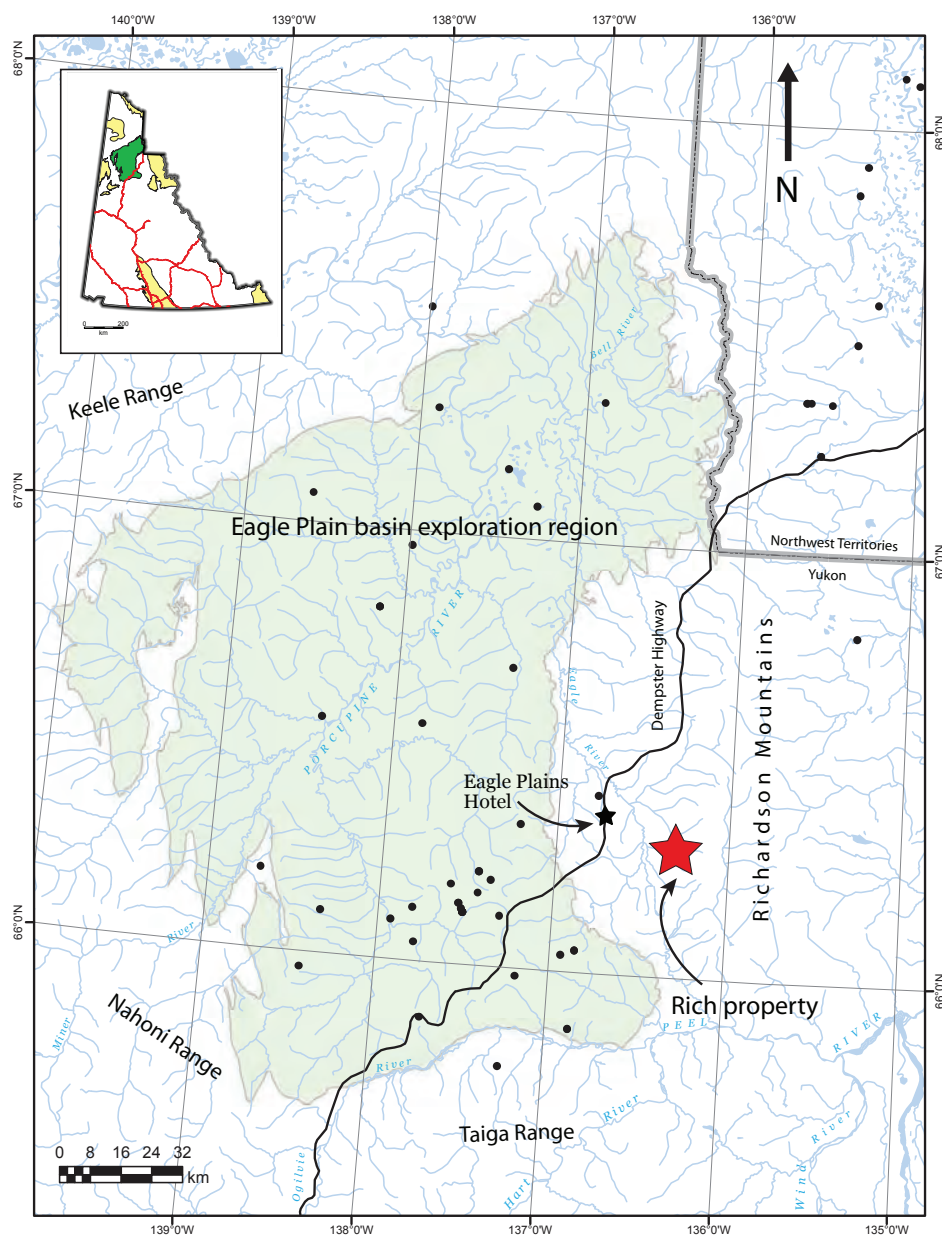 140°0'W
139°0'W
138°0'W
137°0'W
136°0'W
68°0'N
68°0'N
N
0 200
km
Bell River
Keele Range
67°0'N
Eagle Plain basin exploration region
Northwest Territories
67°0'N
Yukon
RIVER
PORCUPINE
Eagle
River
Dempster Highway
Richardson Mountains
Eagle Plains
Hotel
66°0'N
River
66°0'N
Rich property
Nahoni Range
Miner
PEEL
RIVER
River
River
River
Taiga Range
0 8 16 24 32
km
Ogilvie
Hart
Wind
139°0'W
138°0'W
137°0'W
136°0'W
135°0'W